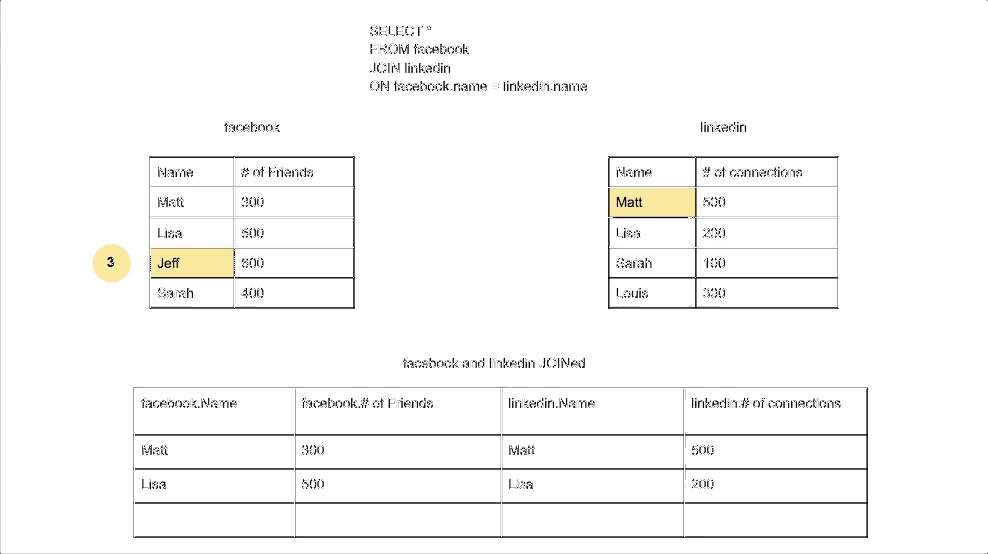 SELECT *
FROM facebook
JOIN linkedin
ON facebook.name = linkedin.name
facebook
Name # of Friends
Matt 300
Lisa 500
3 Jeff 600
Sarah 400
linkedin
Name # of connections
Matt 500
Lisa 200
Sarah 100
Louis 300
facebook and linkedin JOINed
facebook.Name facebook.# of Friends linkedin.Name linkedin.# of connections
Matt 300 Matt 500
Lisa 500 Lisa 200